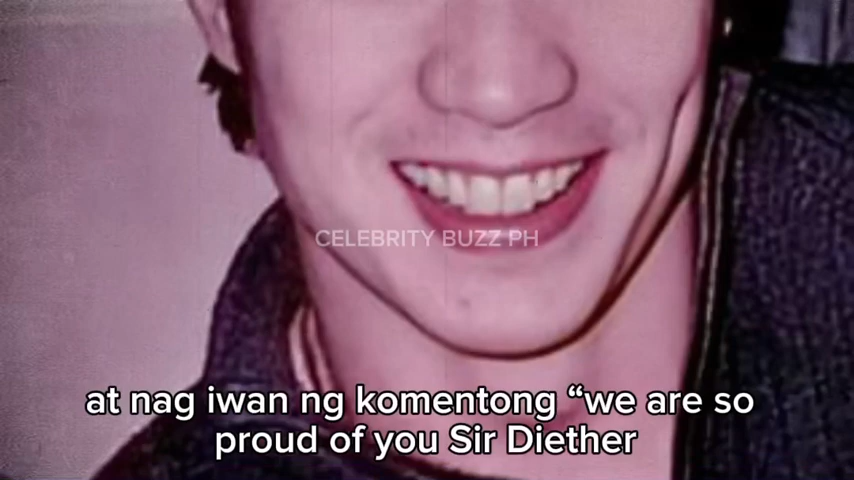 CELEBRITY BUZZ PH
at nag iwan ng komentong “we are so
proud of you Sir Diether